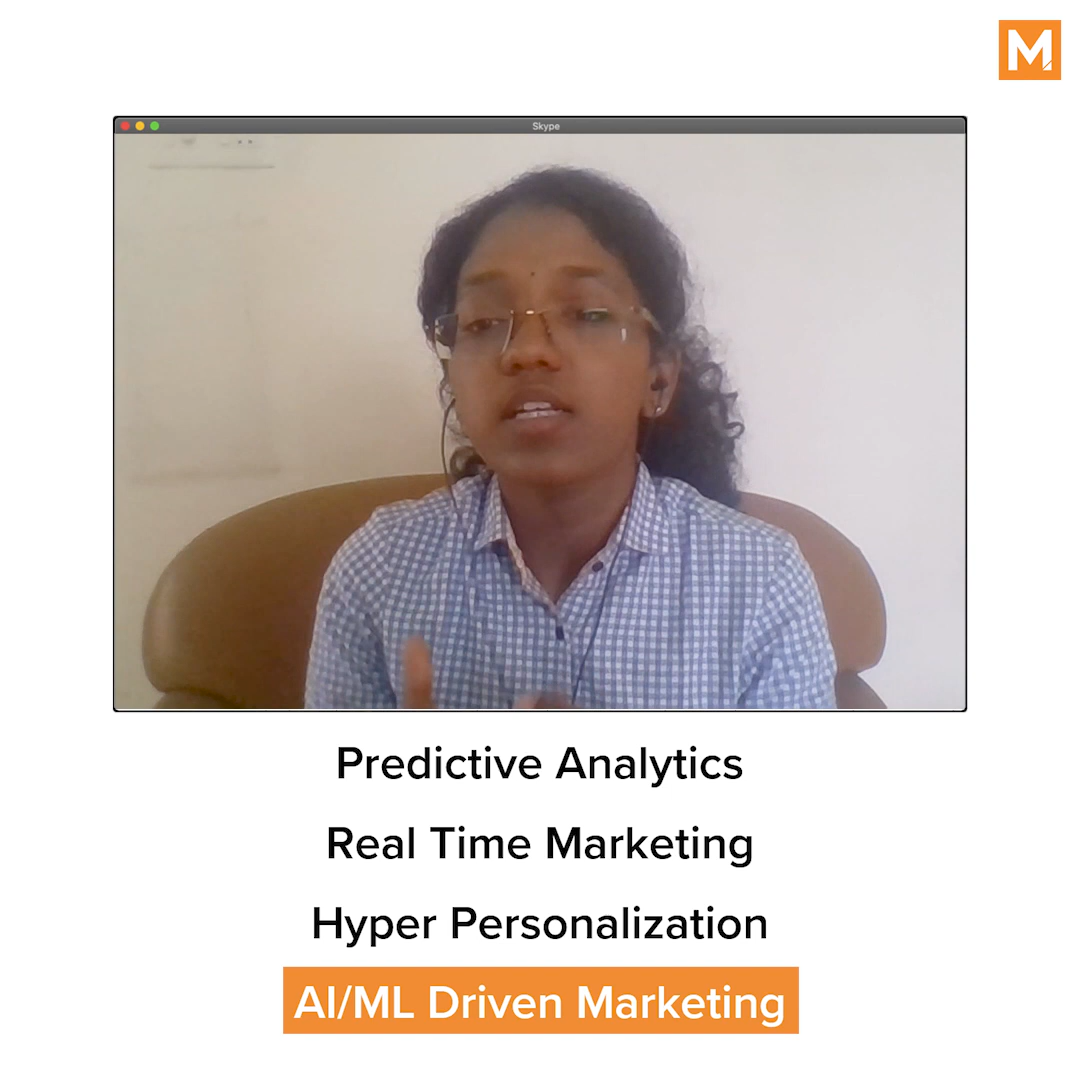 M
Skype
Predictive Analytics
Real Time Marketing
Hyper Personalization
AI/ML Driven Marketing